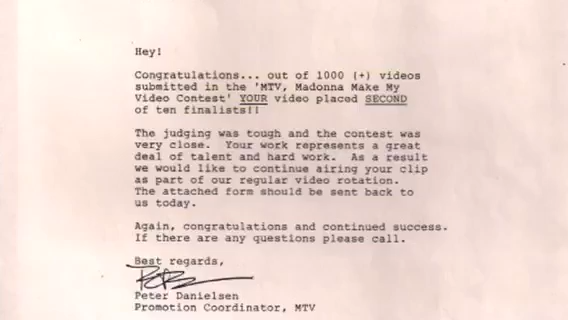 Hey!
Congratulations... out of 1000 (+) videos
submitted in the 'MTV, Madonna Make My
Video Contest' YOUR video placed SECOND
of ten finalists!!
The judging was tough and the contest was
very close. Your work represents a great
deal of talent and hard work. As a result
we would like to continue airing your clip
as part of our regular video rotation.
The attached form should be sent back to
us today.
Again, congratulations and continued success.
If there are any questions please call.
Best regards,
Peter Danielsen
Promotion Coordinator, MTV